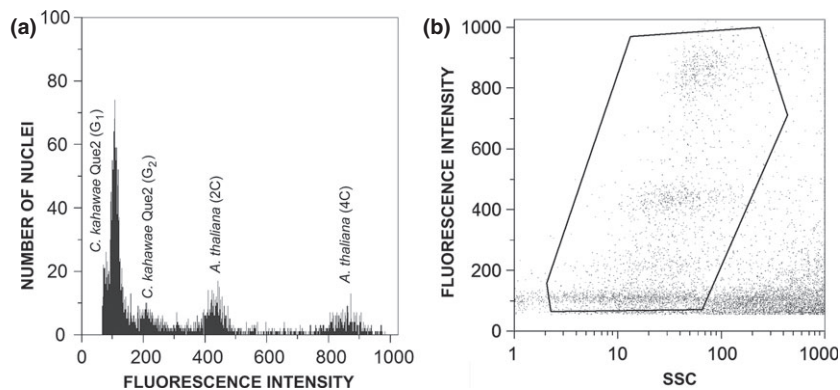 (a)
NUMBER OF NUCLEI
100
80
60
40
20
0
C. kahawae Que2 (G1)
C. kahawae Que2 (G2)
A. thaliana (2C)
A. thaliana (4C)
0 200 400 600 800 1000
FLUORESCENCE INTENSITY
(b)
FLUORESCENCE INTENSITY
1000
800
600
400
200
0
1 10 100 1000
SSC